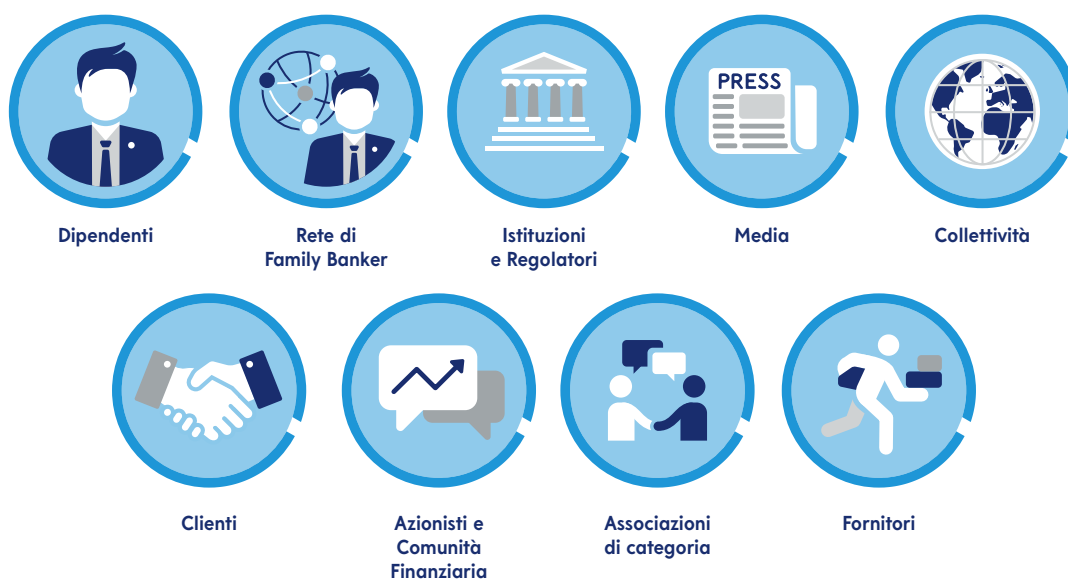 PRESS
Dipendenti
Rete di
Family Banker
Istituzioni
e Regolatori
Media
Collettività
Clienti
Azionisti e
Comunità
Finanziaria
Associazioni
di categoria
Fornitori